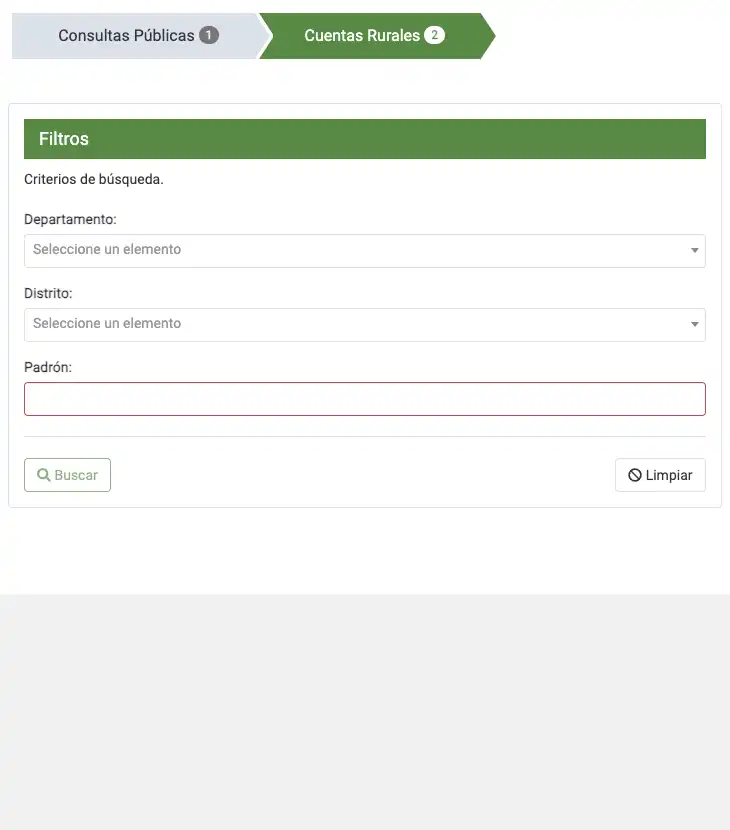 Consultas Públicas 1
Cuentas Rurales 2
Filtros
Criterios de búsqueda.
Departamento:
Seleccione un elemento
Distrito:
Seleccione un elemento
Padrón:
Buscar
Limpiar